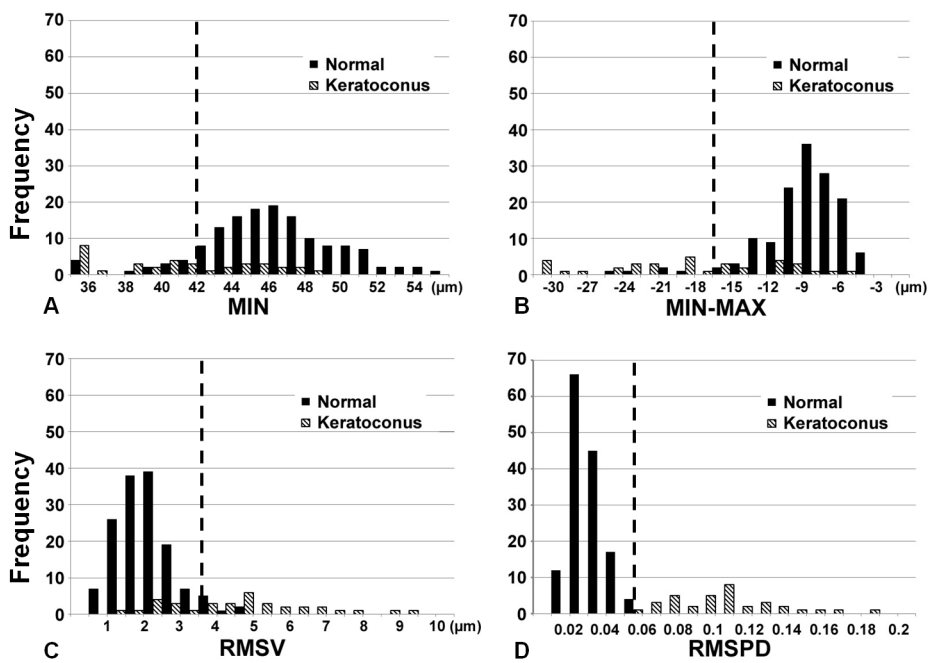 70
60
50
40
30
20
10
0
Frequency
Normal
Keratoconus
36 38 40 42 44 46 48 50 52 54 (μm)
A MIN
70
60
50
40
30
20
10
0
Normal
Keratoconus
-30 -27 -24 -21 -18 -15 -12 -9 -6 -3 (μm)
B MIN-MAX
70
60
50
40
30
20
10
0
Frequency
Normal
Keratoconus
1 2 3 4 5 6 7 8 9 10 (μm)
C RMSV
70
60
50
40
30
20
10
0
Normal
Keratoconus
0.02 0.04 0.06 0.08 0.1 0.12 0.14 0.16 0.18 0.2
D RMSPD